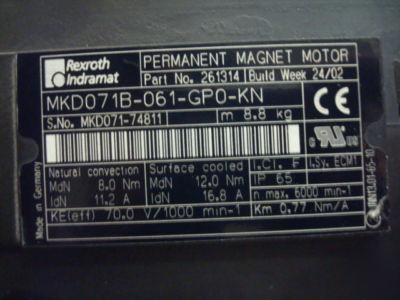 Rexroth
Indramat
PERMANENT MAGNET MOTOR
Part No. 261314 Build Week 24/02
MKD071B-061-GP0-KN
S.No. MKD071-74811 m 8.8 kg
CE
Natural convection
MdN 8.0 Nm
IdN 11.2 A
Surface cooled
MdN 12.0 Nm
IdN 16.8 A
I.Cl. F I.Sy. ECM1
IP 65
n max. 6000 min-1
KE(eff) 70.0 V/1000 min-1 Km 0.77 Nm/A
Made in Germany